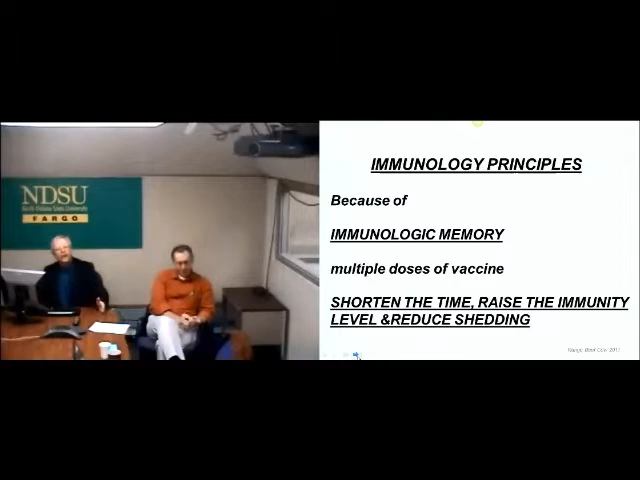 NDSU
North Dakota State University
FARGO
IMMUNOLOGY PRINCIPLES
Because of
IMMUNOLOGIC MEMORY
multiple doses of vaccine
SHORTEN THE TIME, RAISE THE IMMUNITY
LEVEL &REDUCE SHEDDING
2011